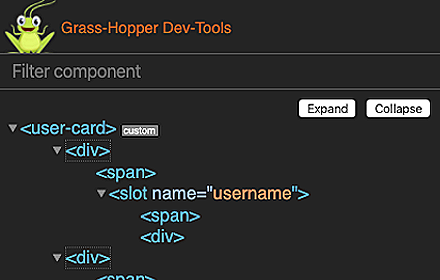 Grass-Hopper Dev-Tools
Filter component
Expand Collapse
<user-card> custom
<div>
<span>
<slot name="username">
<span>
<div>
<div>
<span>